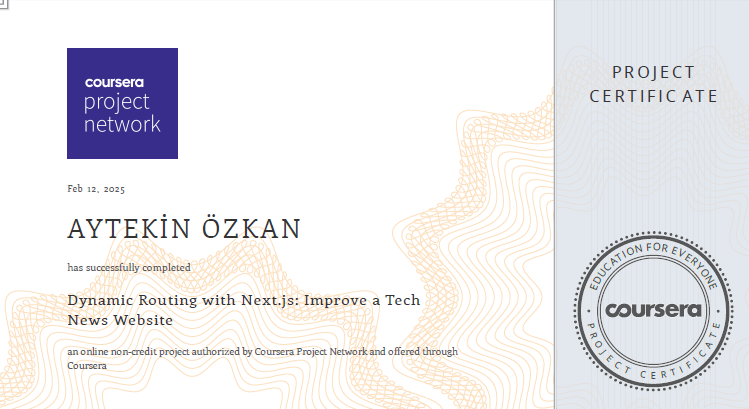 coursera
project
network
Feb 12, 2025
AYTEKİN ÖZKAN
has successfully completed
Dynamic Routing with Next.js: Improve a Tech
News Website
an online non-credit project authorized by Coursera Project Network and offered through
Coursera
PROJECT
CERTIFICATE
EDUCATION FOR EVERYONE
coursera
PROJECT CERTIFICATE